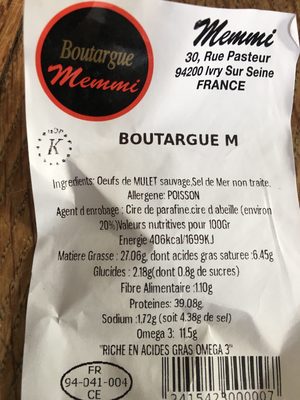 Boutargue
Memmi
Memmi
30, Rue Pasteur
94200 Ivry Sur Seine
FRANCE
K
BOUTARGUE M
Ingredients: Oeufs de MULET sauvage,Sel de Mer non traite.
Allergene: POISSON
Agent d'enrobage : Cire de parafine,cire d'abeille (environ
20%)Valeurs nutritives pour 100Gr
Energie 406kcal/1699KJ
Matiere Grasse : 27.06g, dont acides gras saturee :6.45g
Glucides : 2.18g(dont 0.8g de sucres)
Fibre Alimentaire :1.10g
Proteines: 39.08g.
Sodium :1.72g (soit 4.38g de sel)
Omega 3: 11.5g
"RICHE EN ACIDES GRAS OMEGA 3"
FR
94-041-004
CE